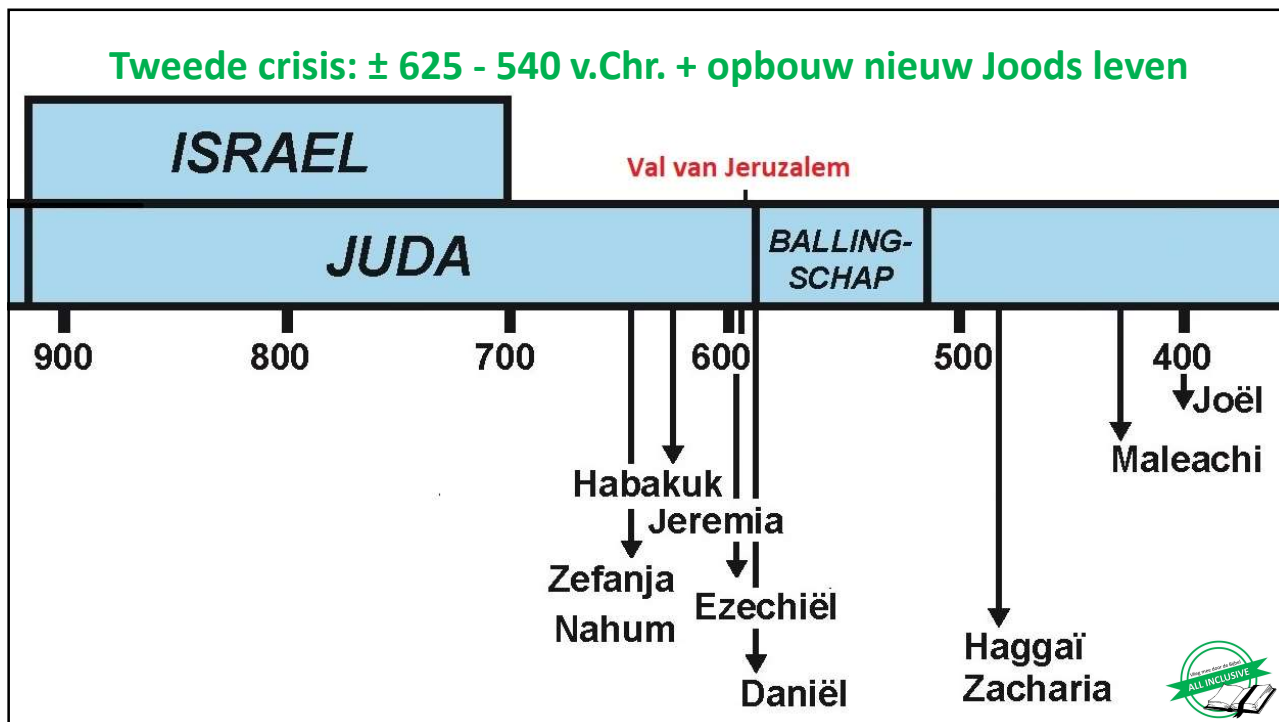 Tweede crisis: ± 625 - 540 v.Chr. + opbouw nieuw Joods leven
ISRAEL
Val van Jeruzalem
JUDA
BALLING-
SCHAP
900 800 700 600 500 400
Joël
Maleachi
Habakuk
Jeremia
Zefanja
Nahum
Ezechiël
Daniël
Haggaï
Zacharia
ALL INCLUSIVE